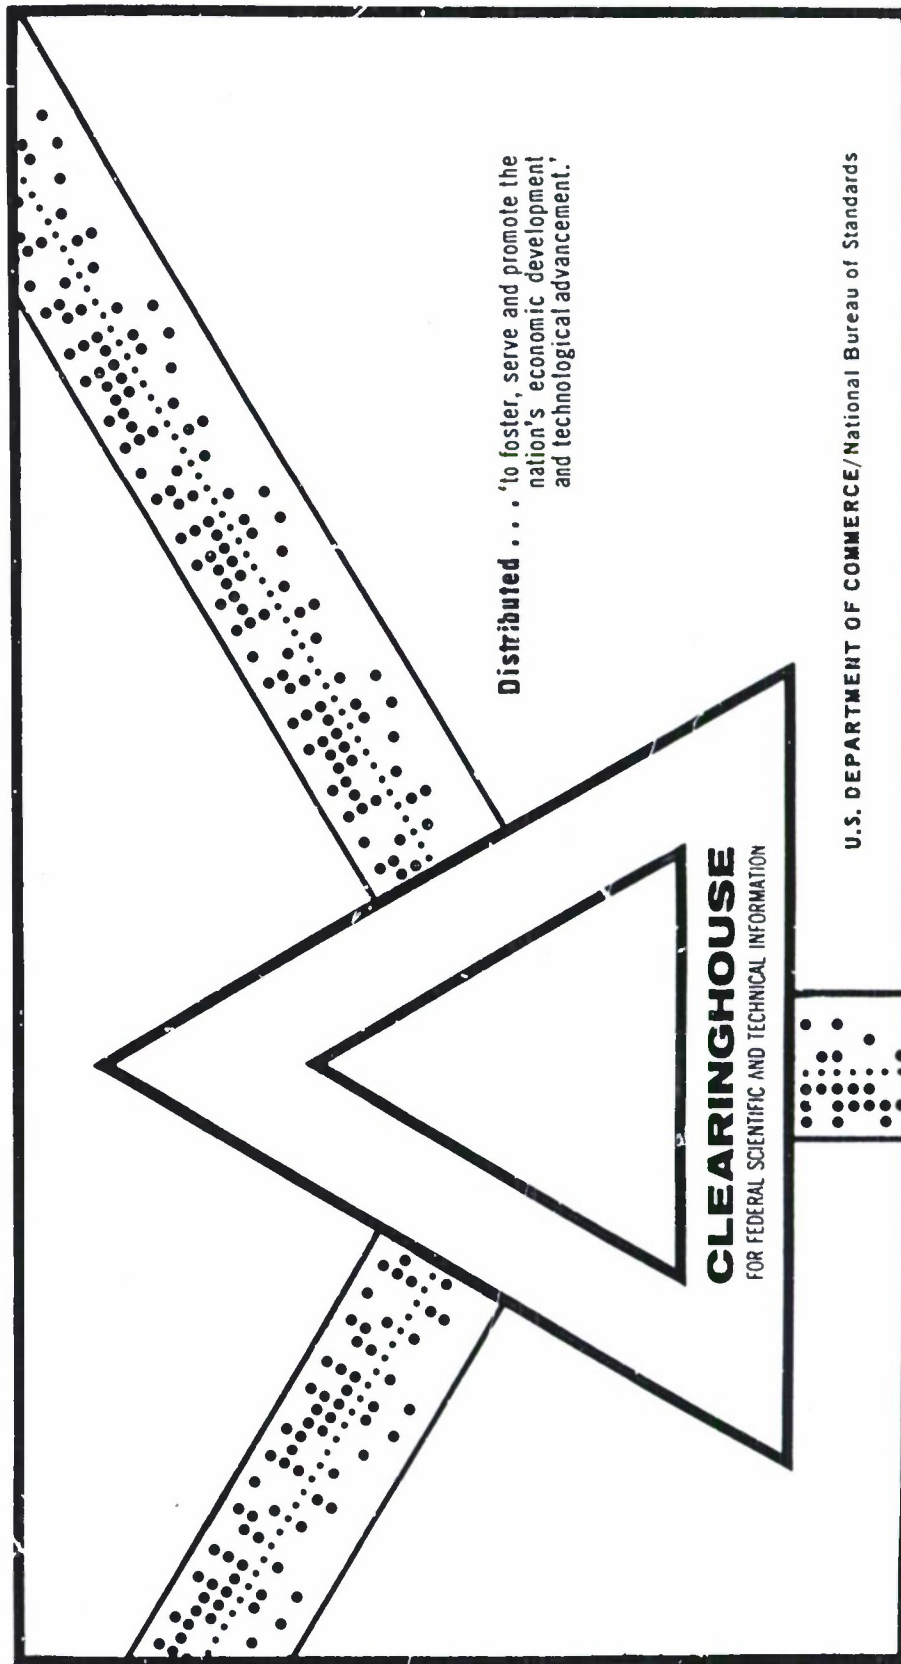 Distributed . . . 'to foster, serve and promote the
nation's economic development
and technological advancement.'
CLEARINGHOUSE
FOR FEDERAL SCIENTIFIC AND TECHNICAL INFORMATION
U.S. DEPARTMENT OF COMMERCE/National Bureau of Standards